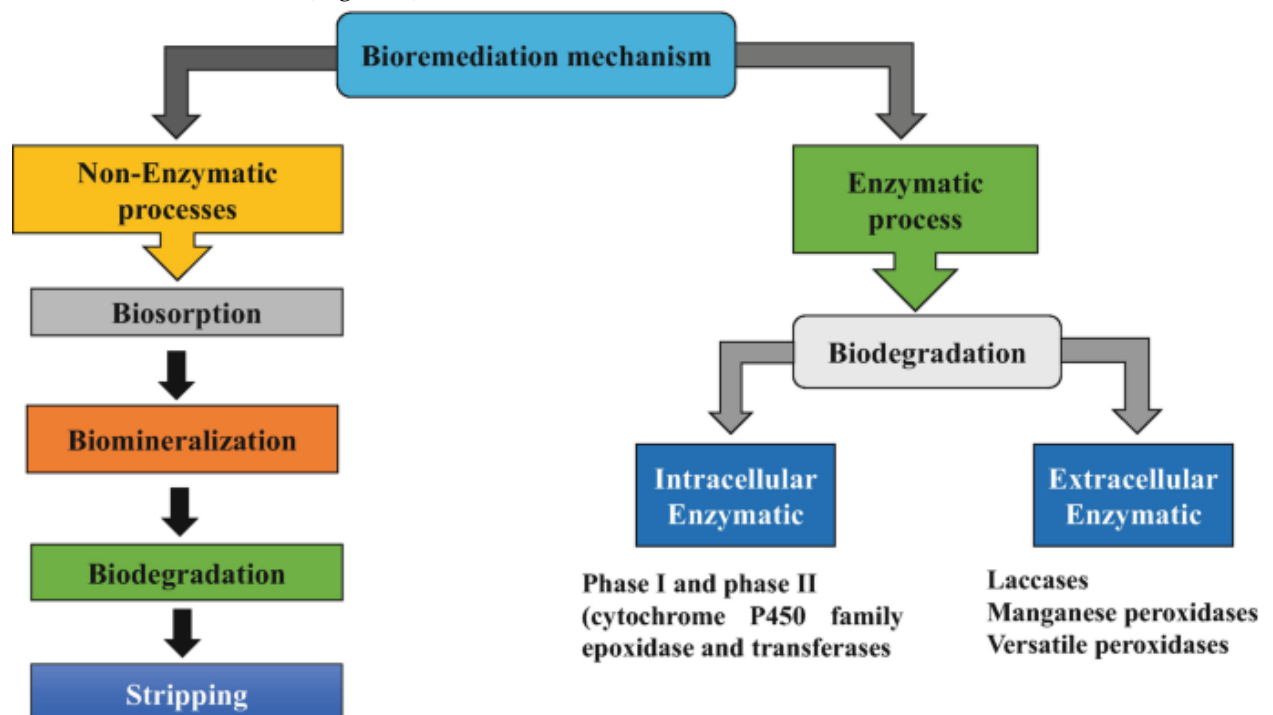 Bioremediation mechanism
Non-Enzymatic
processes
Biosorption
Biomineralization
Biodegradation
Stripping
Enzymatic
process
Biodegradation
Intracellular
Enzymatic
Phase I and phase II
(cytochrome P450 family
epoxidase and transferases
Extracellular
Enzymatic
Laccases
Manganese peroxidases
Versatile peroxidases